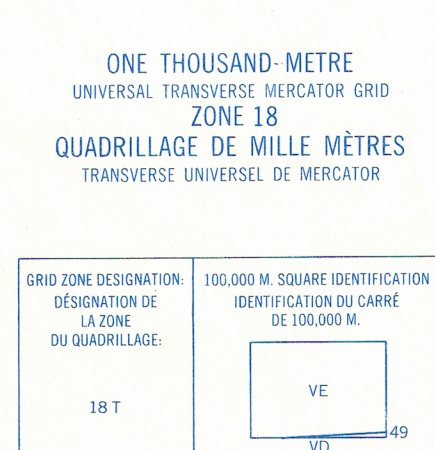 ONE THOUSAND-METRE
UNIVERSAL TRANSVERSE MERCATOR GRID
ZONE 18
QUADRILLAGE DE MILLE MÈTRES
TRANSVERSE UNIVERSEL DE MERCATOR
GRID ZONE DESIGNATION:
DÉSIGNATION DE
LA ZONE
DU QUADRILLAGE:
18 T
100,000 M. SQUARE IDENTIFICATION
IDENTIFICATION DU CARRÉ
DE 100,000 M.
VE
49
VD